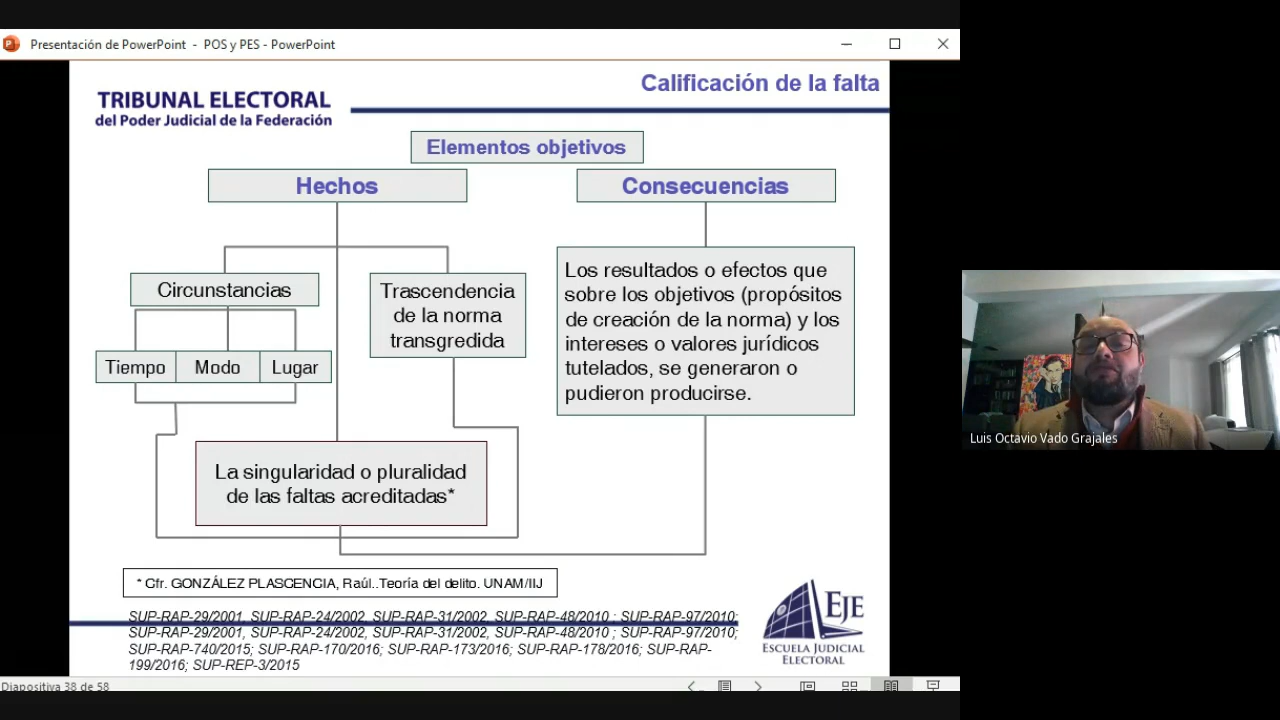 Presentación de PowerPoint - POS y PES - PowerPoint
Calificación de la falta
TRIBUNAL ELECTORAL
del Poder Judicial de la Federación
Elementos objetivos
Hechos
Consecuencias
Circunstancias
Tiempo
Modo
Lugar
Trascendencia
de la norma
transgredida
Los resultados o efectos que
sobre los objetivos (propósitos
de creación de la norma) y los
intereses o valores jurídicos
tutelados, se generaron o
pudieron producirse.
La singularidad o pluralidad
de las faltas acreditadas*
* Cfr. GONZÁLEZ PLASCENCIA, Raúl..Teoría del delito. UNAM/IIJ
SUP-RAP-29/2001, SUP-RAP-24/2002, SUP-RAP-31/2002, SUP-RAP-48/2010 ; SUP-RAP-97/2010;
SUP-RAP-29/2001, SUP-RAP-24/2002, SUP-RAP-31/2002, SUP-RAP-48/2010 ; SUP-RAP-97/2010;
SUP-RAP-740/2015; SUP-RAP-170/2016; SUP-RAP-173/2016; SUP-RAP-178/2016; SUP-RAP-
199/2016; SUP-REP-3/2015
EJE
ESCUELA JUDICIAL
ELECTORAL
Diapositiva 38 de 58
Luis Octavio Vado Grajales